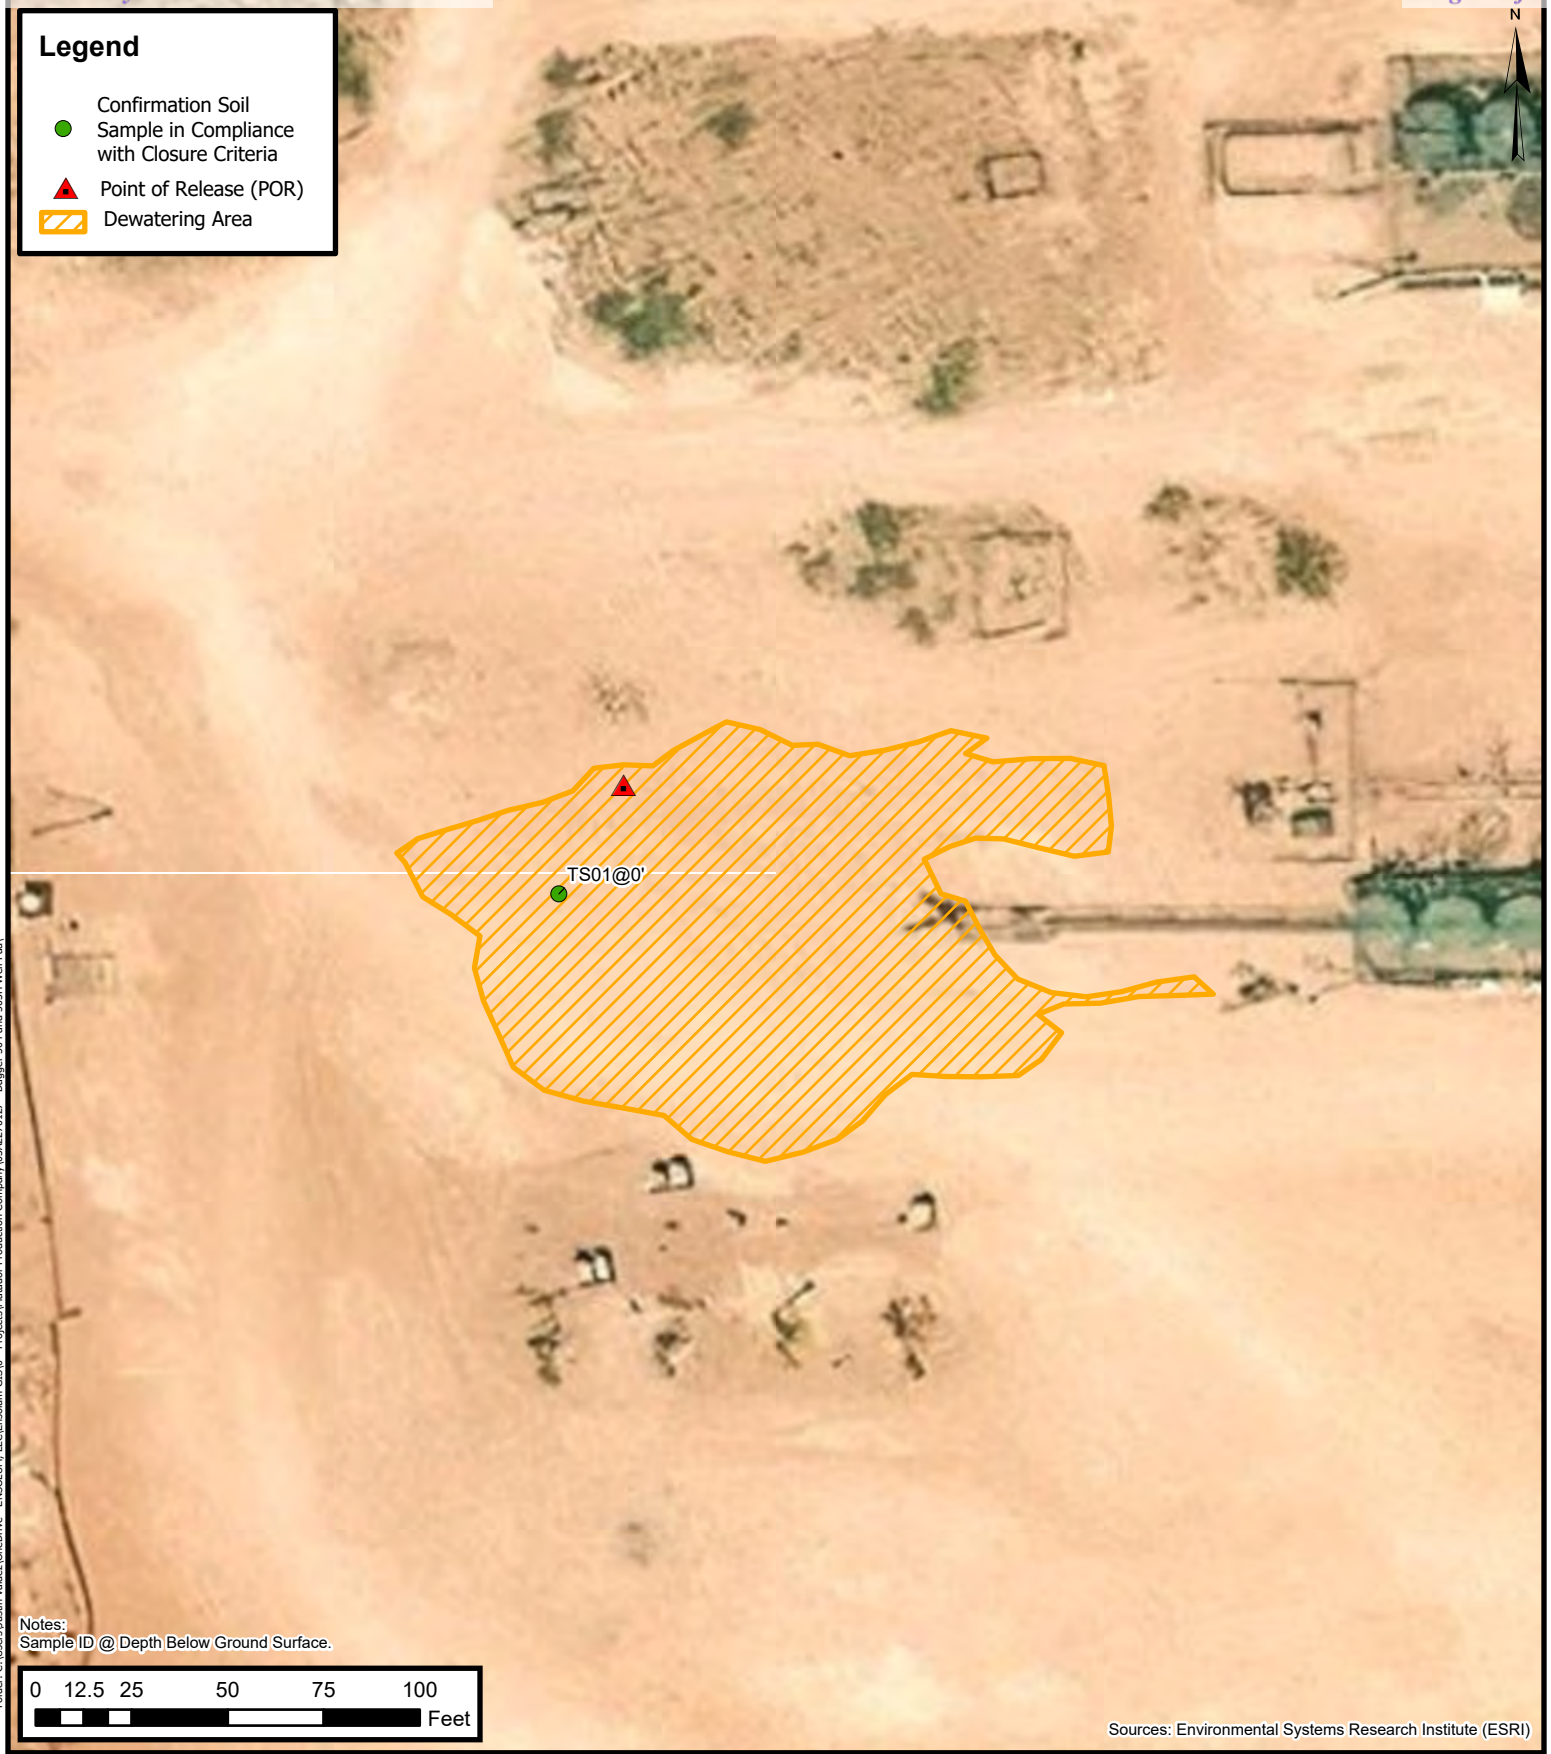 N
Legend
Confirmation Soil
Sample in Compliance
with Closure Criteria
Point of Release (POR)
Dewatering Area
TS01@0'
Notes:
Sample ID @ Depth Below Ground Surface.
0 12.5 25 50 75 100
Feet
Sources: Environmental Systems Research Institute (ESRI)